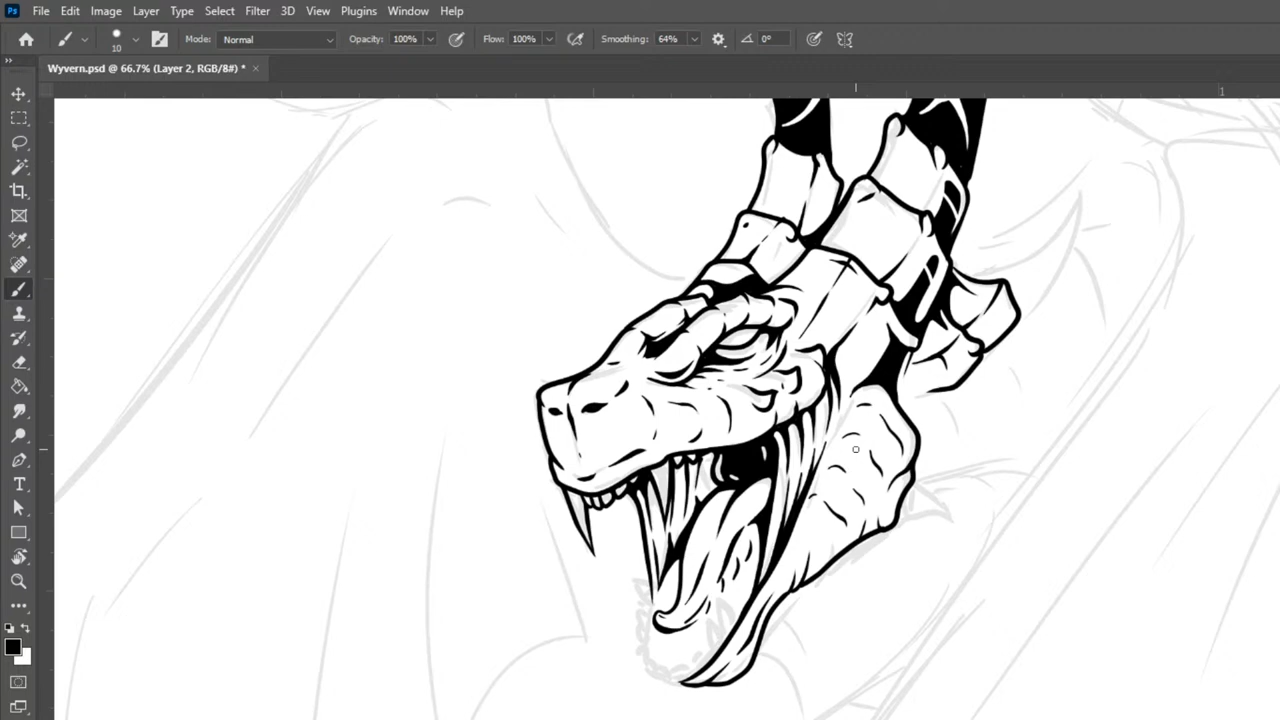 Ps File Edit Image Layer Type Select Filter 3D View Plugins Window Help
10 Mode: Normal Opacity: 100% Flow: 100% Smoothing: 64% 0°
Wyvern.psd @ 66.7% (Layer 2, RGB/8#) * ×
1
T